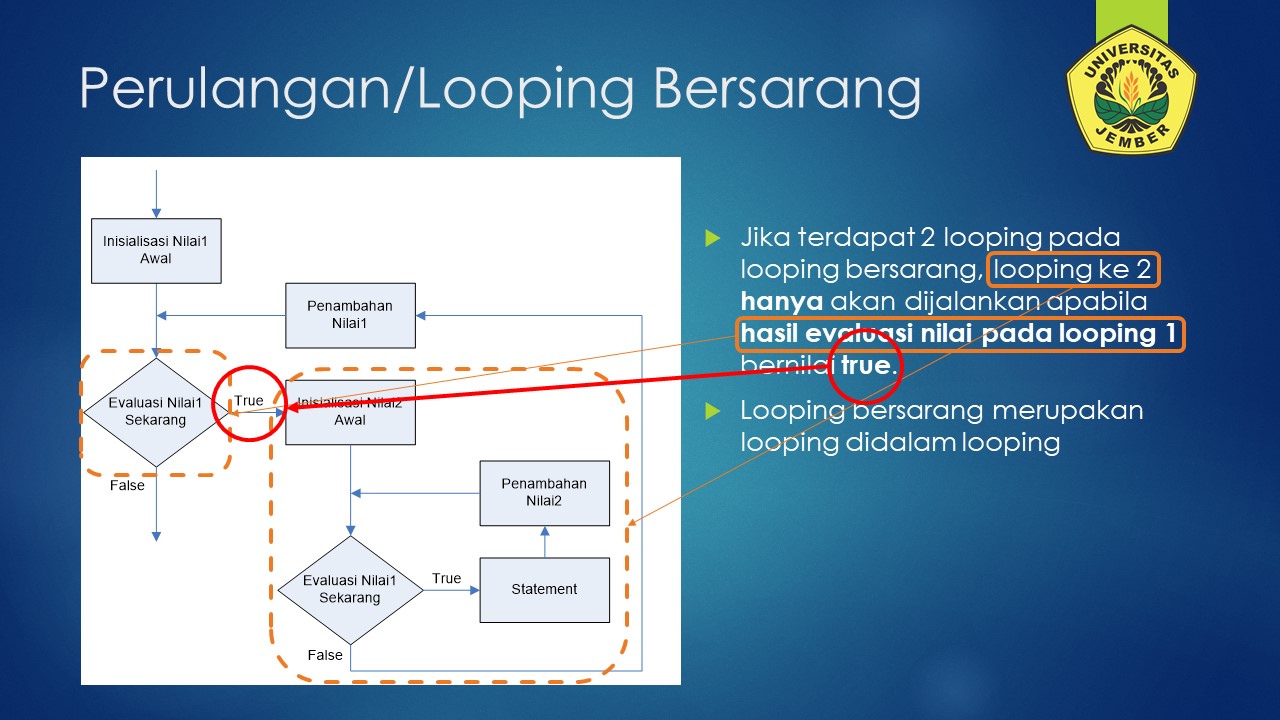 Perulangan/Looping Bersarang
UNIVERSITAS
JEMBER
Inisialisasi Nilai1
Awal
Penambahan
Nilai1
Evaluasi Nilai1
Sekarang
True
False
Inisialisasi Nilai2
Awal
Penambahan
Nilai2
Evaluasi Nilai1
Sekarang
True
Statement
False
Jika terdapat 2 looping pada
looping bersarang, looping ke 2
hanya akan dijalankan apabila
hasil evaluasi nilai pada looping 1
bernilai true.
Looping bersarang merupakan
looping didalam looping